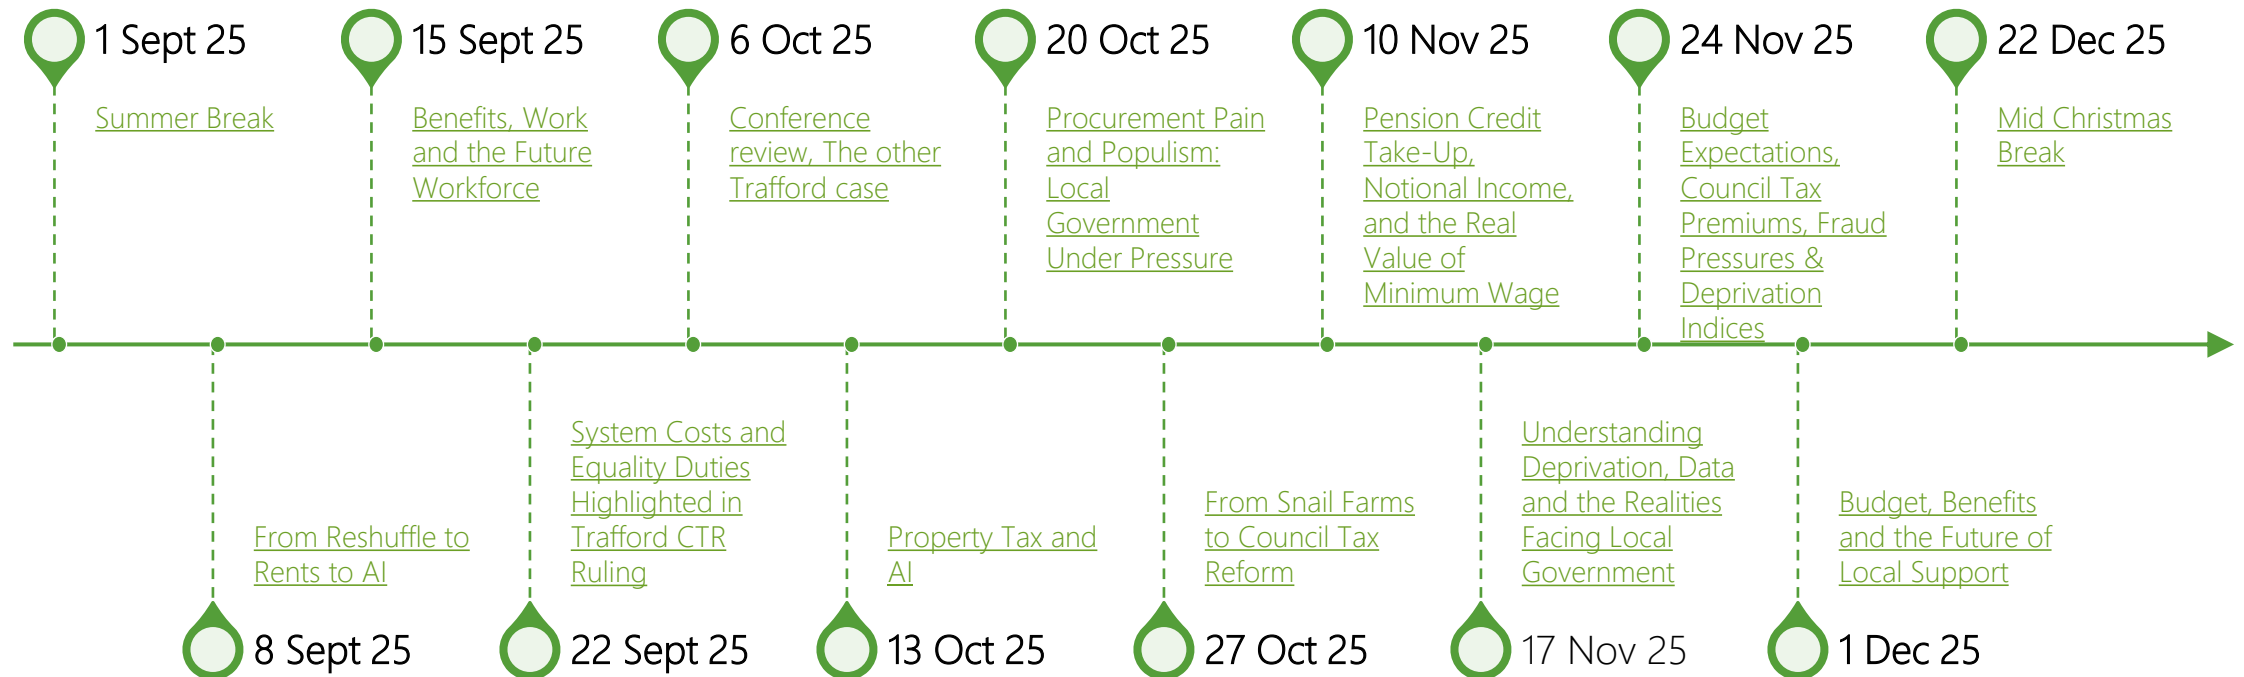 1 Sept 25
Summer Break
8 Sept 25
From Reshuffle to
Rents to AI
15 Sept 25
Benefits, Work
and the Future
Workforce
22 Sept 25
System Costs and
Equality Duties
Highlighted in
Trafford CTR
Ruling
6 Oct 25
Conference
review, The other
Trafford case
13 Oct 25
Property Tax and
AI
20 Oct 25
Procurement Pain
and Populism:
Local
Government
Under Pressure
27 Oct 25
From Snail Farms
to Council Tax
Reform
10 Nov 25
Pension Credit
Take-Up,
Notional Income,
and the Real
Value of
Minimum Wage
17 Nov 25
Understanding
Deprivation, Data
and the Realities
Facing Local
Government
24 Nov 25
Budget
Expectations,
Council Tax
Premiums, Fraud
Pressures &
Deprivation
Indices
1 Dec 25
Budget, Benefits
and the Future of
Local Support
22 Dec 25
Mid Christmas
Break